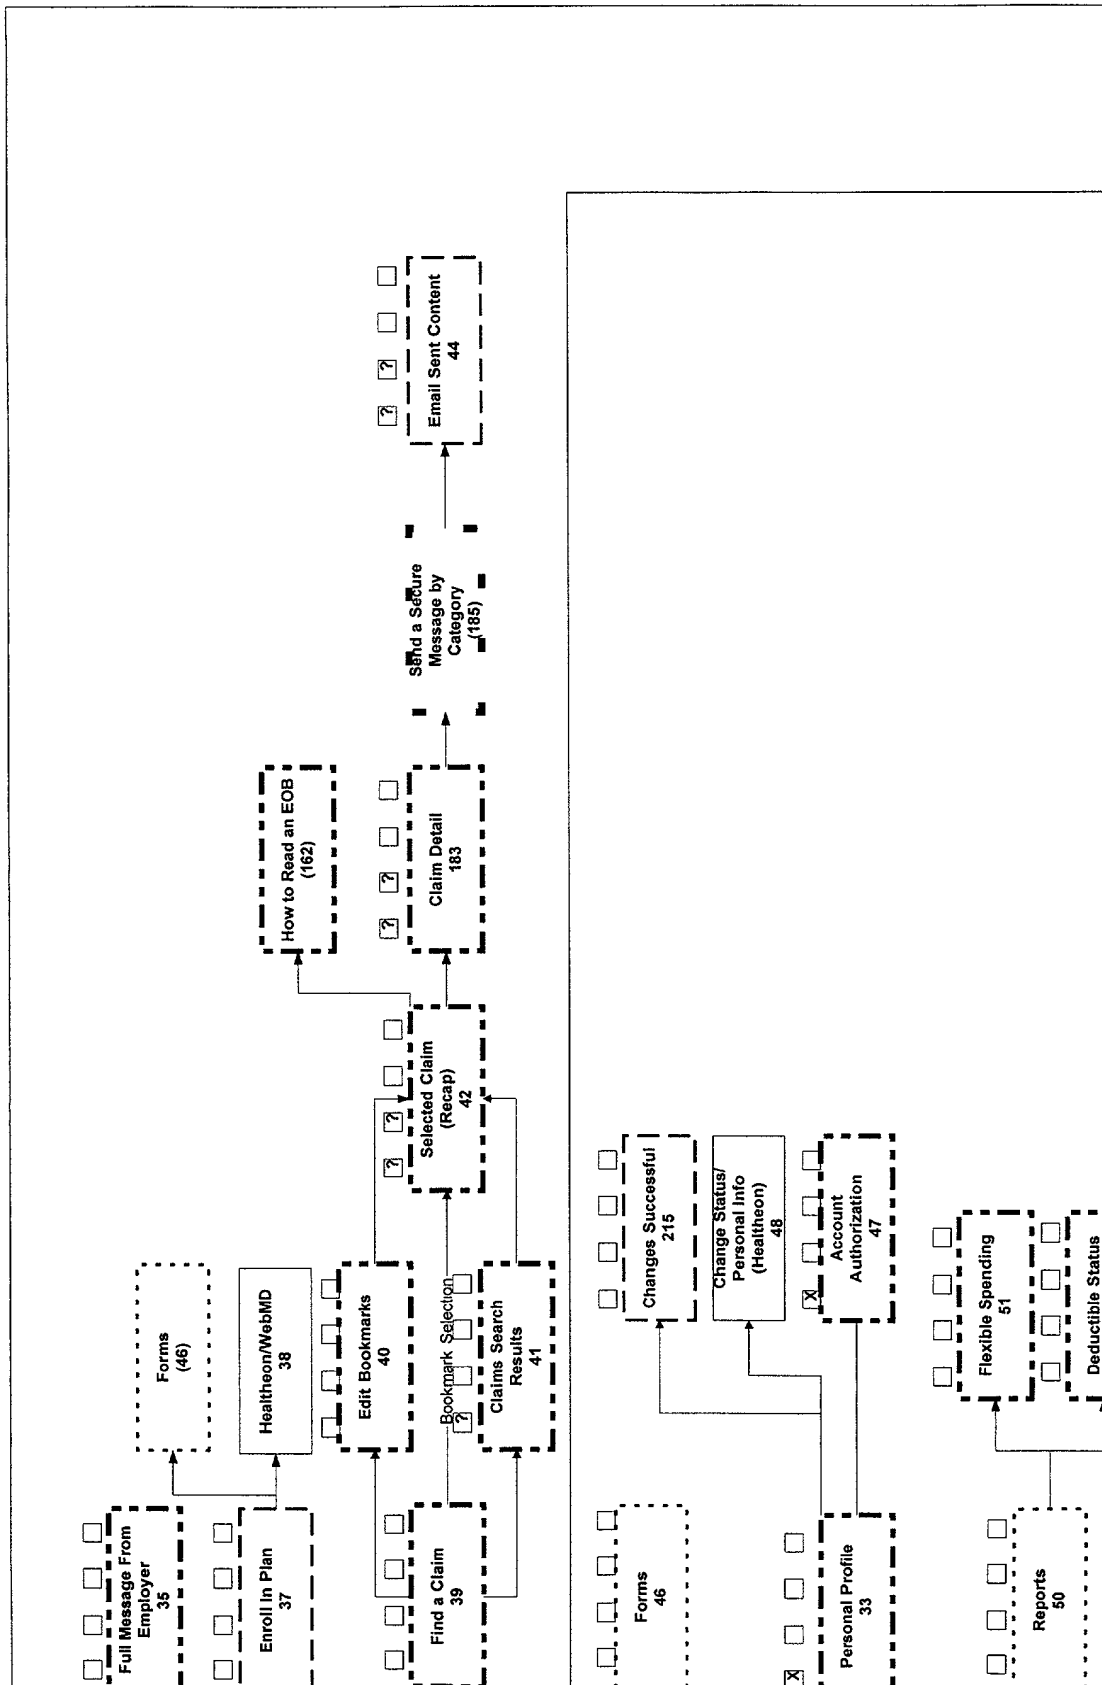 Full Message From
Employer
35
Enroll In Plan
37
Forms
(46)
Healtheon/WebMD
38
Find a Claim
39
Edit Bookmarks
40
Bookmark Selection
?
Claims Search
Results
41
? ?
Selected Claim
(Recap)
42
How to Read an EOB
(162)
? ?
Claim Detail
183
Send a Secure
Message by
Category
(185)
? ?
Email Sent Content
44
Forms
46
X
Personal Profile
33
Changes Successful
215
Change Status/
Personal Info
(Healtheon)
48
X
Account
Authorization
47
Reports
50
Flexible Spending
51
Deductible Status